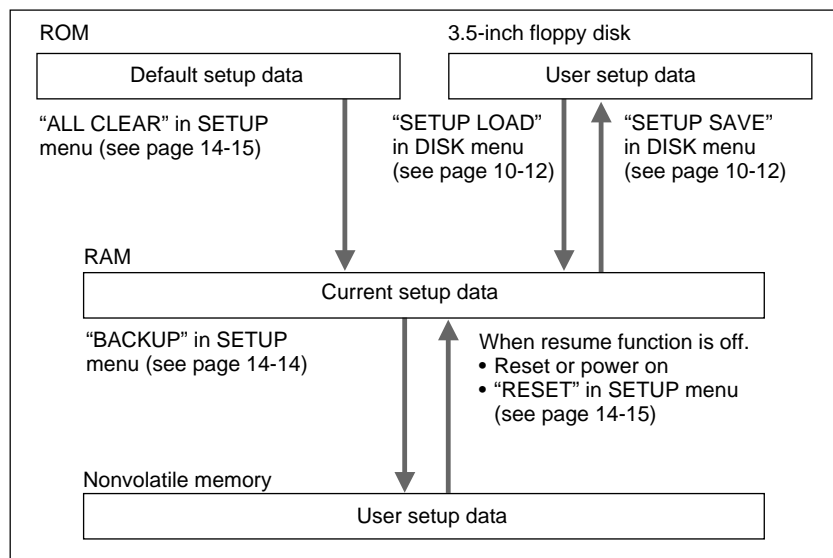 ROM
3.5-inch floppy disk
Default setup data
User setup data
“ALL CLEAR” in SETUP
menu (see page 14-15)
“SETUP LOAD”
in DISK menu
(see page 10-12)
“SETUP SAVE”
in DISK menu
(see page 10-12)
RAM
Current setup data
“BACKUP” in SETUP
menu (see page 14-14)
When resume function is off.
• Reset or power on
• “RESET” in SETUP menu
(see page 14-15)
Nonvolatile memory
User setup data